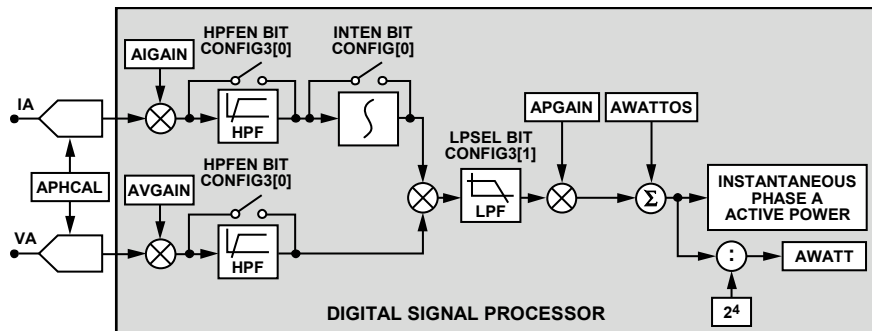 HPFEN BIT
CONFIG3[0]
INTEN BIT
CONFIG[0]
AIGAIN
IA
HPF
LPSEL BIT
CONFIG3[1]
APGAIN
AWATTOS
APHCAL
HPFEN BIT
CONFIG3[0]
AVGAIN
LPF
Σ
INSTANTANEOUS
PHASE A
ACTIVE POWER
VA
HPF
:
AWATT
2⁴
DIGITAL SIGNAL PROCESSOR